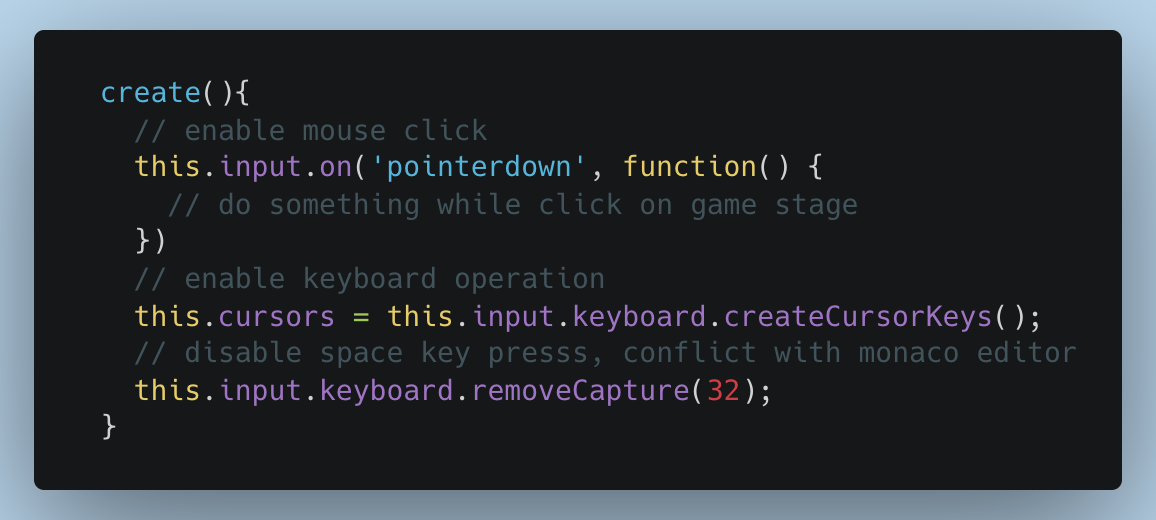 create(){
  // enable mouse click
  this.input.on('pointerdown', function() {
    // do something while click on game stage
  })
  // enable keyboard operation
  this.cursors = this.input.keyboard.createCursorKeys();
  // disable space key presss, conflict with monaco editor
  this.input.keyboard.removeCapture(32);
}